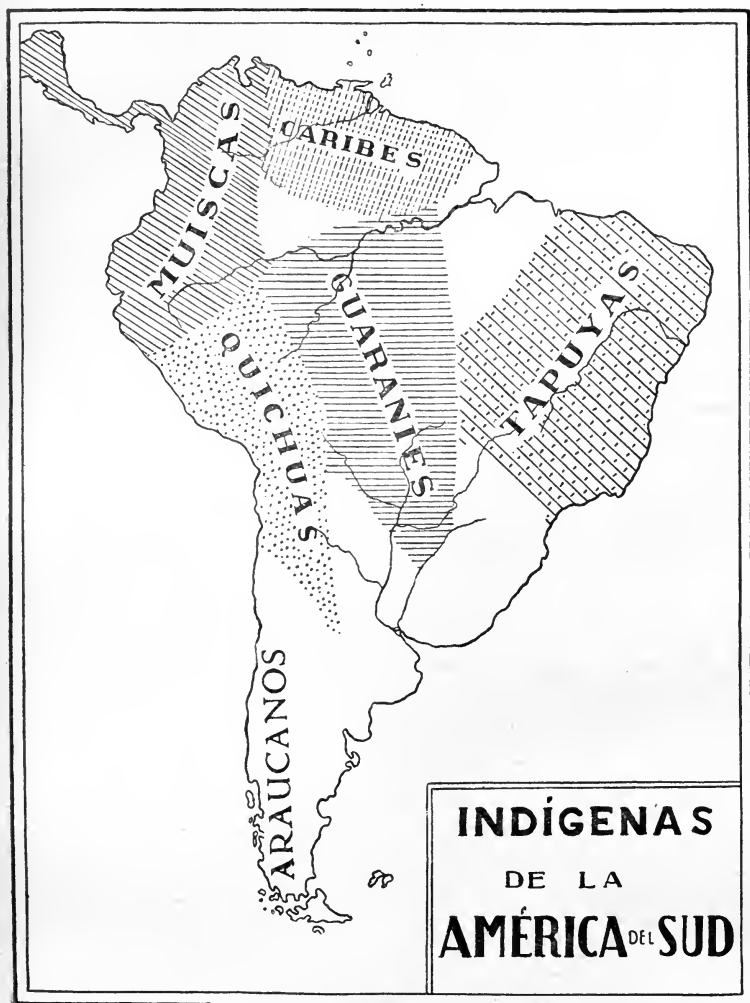 MUISCAS
CARIBES
GUARANIES
TAPUYAS
QUICHUAS
ARAUCANOS
INDÍGENAS
DE LA
AMÉRICA DEL SUD